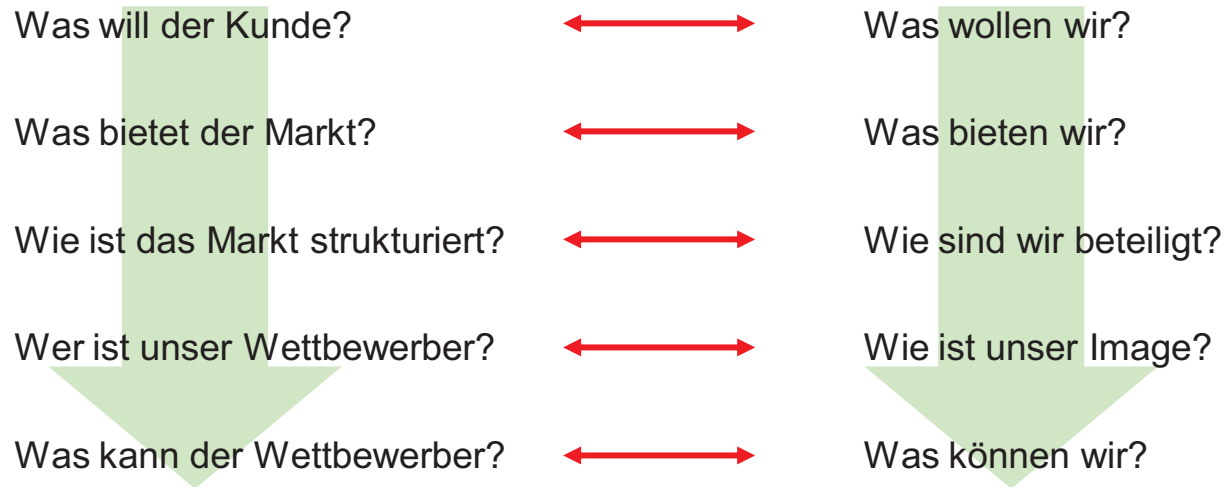 Was will der Kunde? Was wollen wir?
Was bietet der Markt? Was bieten wir?
Wie ist das Markt strukturiert? Wie sind wir beteiligt?
Wer ist unser Wettbewerber? Wie ist unser Image?
Was kann der Wettbewerber? Was können wir?